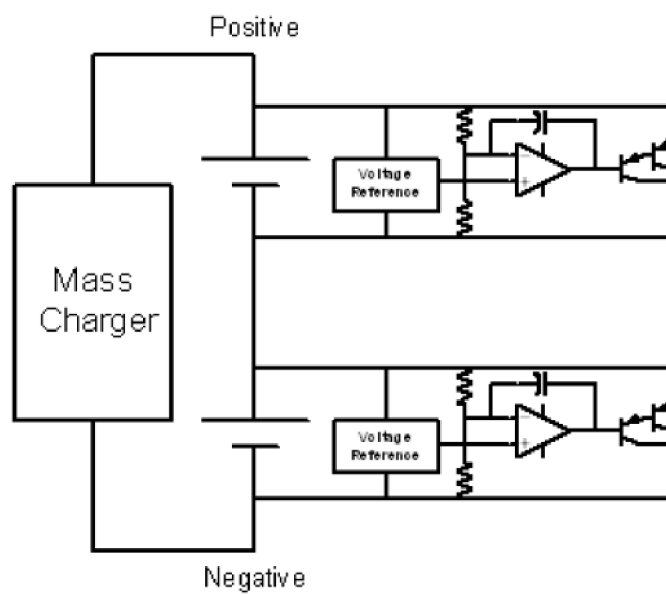 Positive
Voltage
Reference
Mass
Charger
Voltage
Reference
Negative